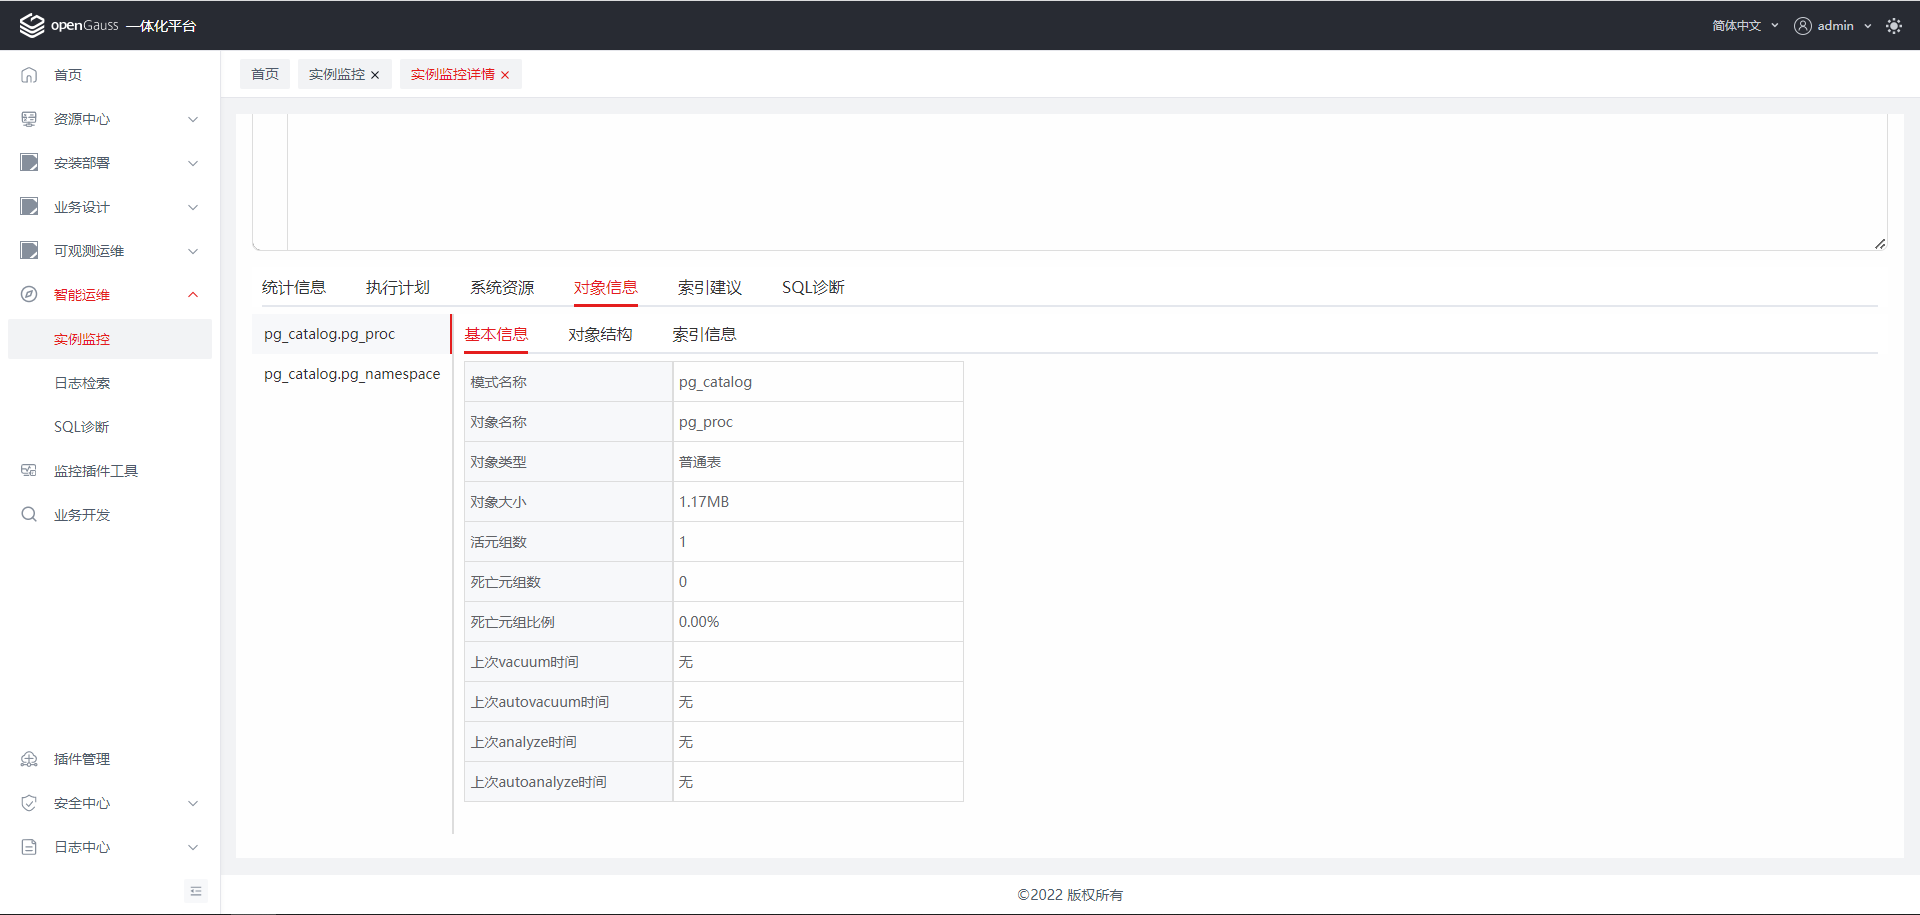 openGauss 一体化平台
简体中文
admin
首页
资源中心
安装部署
业务设计
可观测运维
智能运维
实例监控
日志检索
SQL诊断
监控插件工具
业务开发
插件管理
安全中心
日志中心
首页
实例监控
实例监控详情
统计信息
执行计划
系统资源
对象信息
索引建议
SQL诊断
pg_catalog.pg_proc
pg_catalog.pg_namespace
基本信息
对象结构
索引信息
模式名称 pg_catalog
对象名称 pg_proc
对象类型 普通表
对象大小 1.17MB
活元组数 1
死亡元组数 0
死亡元组比例 0.00%
上次vacuum时间 无
上次autovacuum时间 无
上次analyze时间 无
上次autoanalyze时间 无
©2022 版权所有